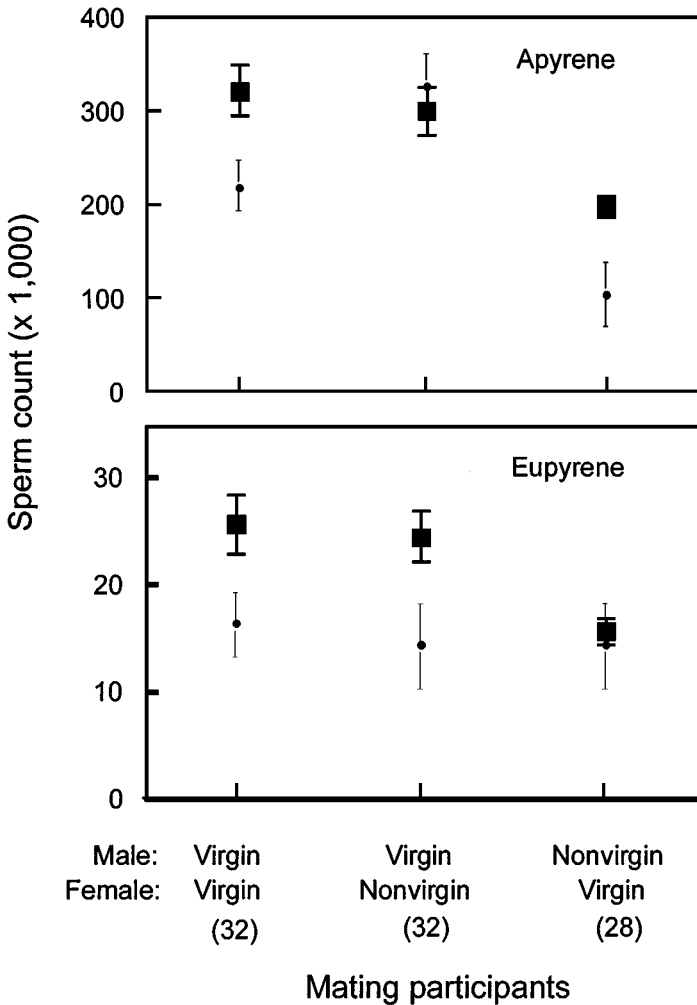 400
Apyrene
300
200
100
0
Sperm count (x 1,000)
Eupyrene
30
20
10
0
Male: Virgin Virgin Nonvirgin
Female: Virgin Nonvirgin Virgin
(32) (32) (28)
Mating participants